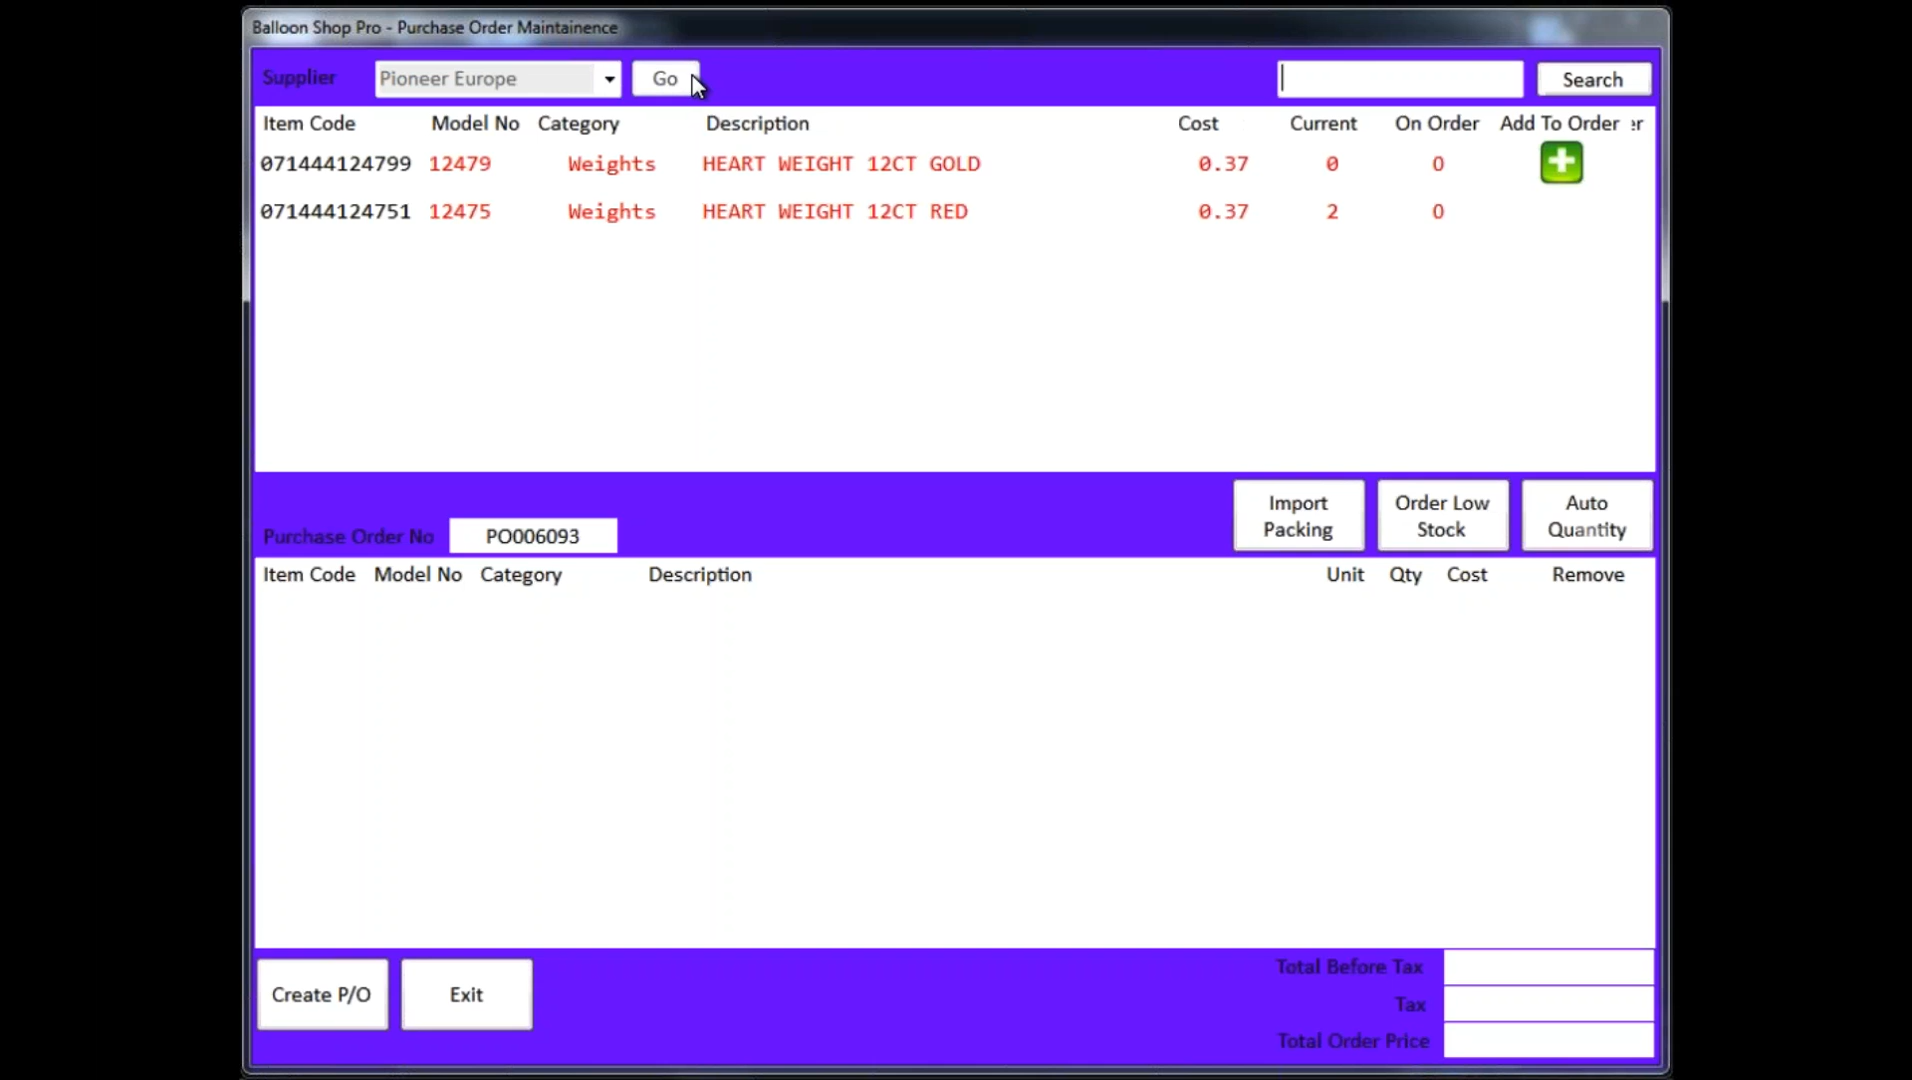 Balloon Shop Pro - Purchase Order Maintainence
Supplier Pioneer Europe Go Search
Item Code Model No Category Description Cost Current On Order Add To Order er
071444124799 12479 Weights HEART WEIGHT 12CT GOLD 0.37 0 0
071444124751 12475 Weights HEART WEIGHT 12CT RED 0.37 2 0
Import Packing Order Low Stock Auto Quantity
Purchase Order No PO006093
Item Code Model No Category Description Unit Qty Cost Remove
Create P/O Exit
Total Before Tax
Tax
Total Order Price